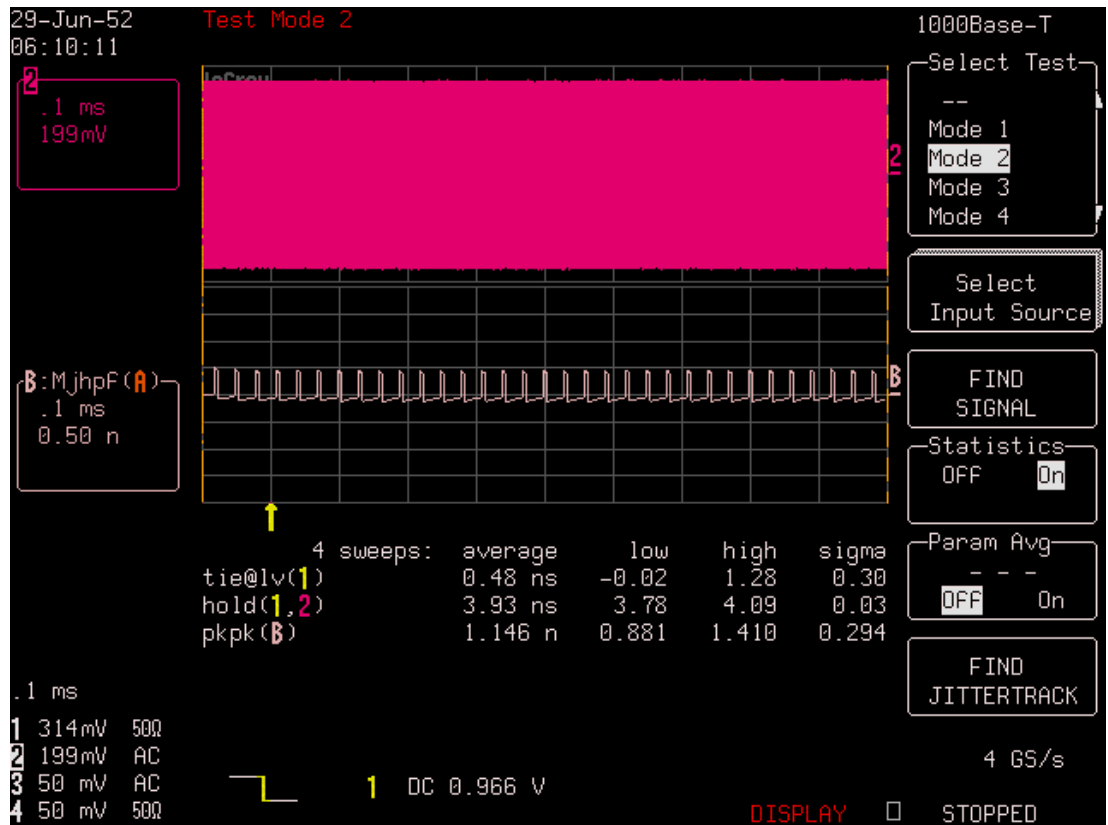 29-Jun-52
06:10:11
Test Mode 2
1000Base-T
2
.1 ms
199mV
LeCroy
2
B:MjhpF(A)
.1 ms
0.50 n
B
4 sweeps: average low high sigma
tie@lv(1) 0.48 ns -0.02 1.28 0.30
hold(1,2) 3.93 ns 3.78 4.09 0.03
pkpk(B) 1.146 n 0.881 1.410 0.294
.1 ms
1 314mV 50Ω
2 199mV AC
3 50 mV AC
4 50 mV 50Ω
1 DC 0.966 V
Select Test
--
Mode 1
Mode 2
Mode 3
Mode 4
Select
Input Source
FIND
SIGNAL
Statistics
OFF On
Param Avg
- - -
OFF On
FIND
JITTERTRACK
4 GS/s
DISPLAY
STOPPED